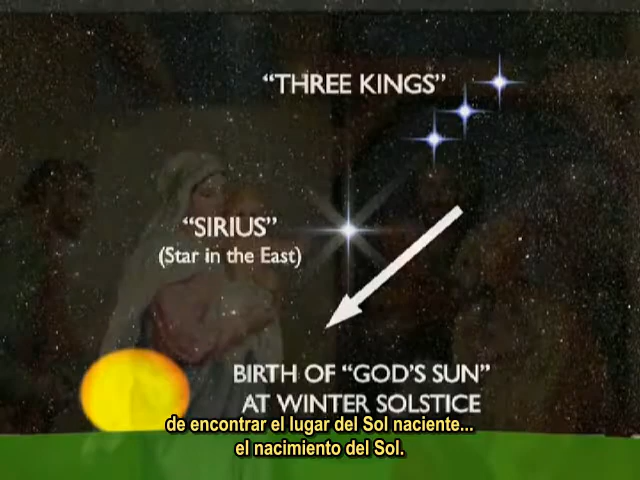 “THREE KINGS”
“SIRIUS”
(Star in the East)
BIRTH OF “GOD’S SUN”
AT WINTER SOLSTICE
de encontrar el lugar del Sol naciente...
el nacimiento del Sol.